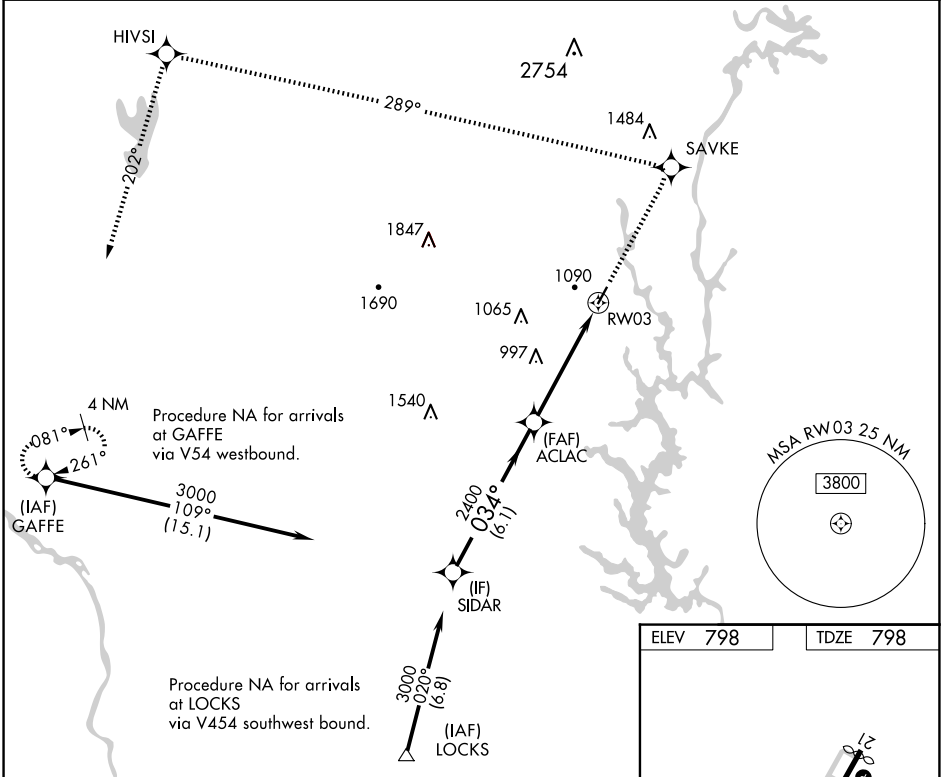 HIVSI
2754
289°
1484
SAVKE
202°
1847
1690
1090
1065
RW03
997
1540
4 NM
081°
261°
Procedure NA for arrivals
at GAFFE
via V54 westbound.
(IAF)
GAFFE
3000
109°
(15.1)
(FAF)
ACLAC
2400
034°
(6.1)
(IF)
SIDAR
MSA RW03 25 NM
3800
Procedure NA for arrivals
at LOCKS
via V454 southwest bound.
3000
020°
(6.8)
(IAF)
LOCKS
ELEV 798
TDZE 798
21